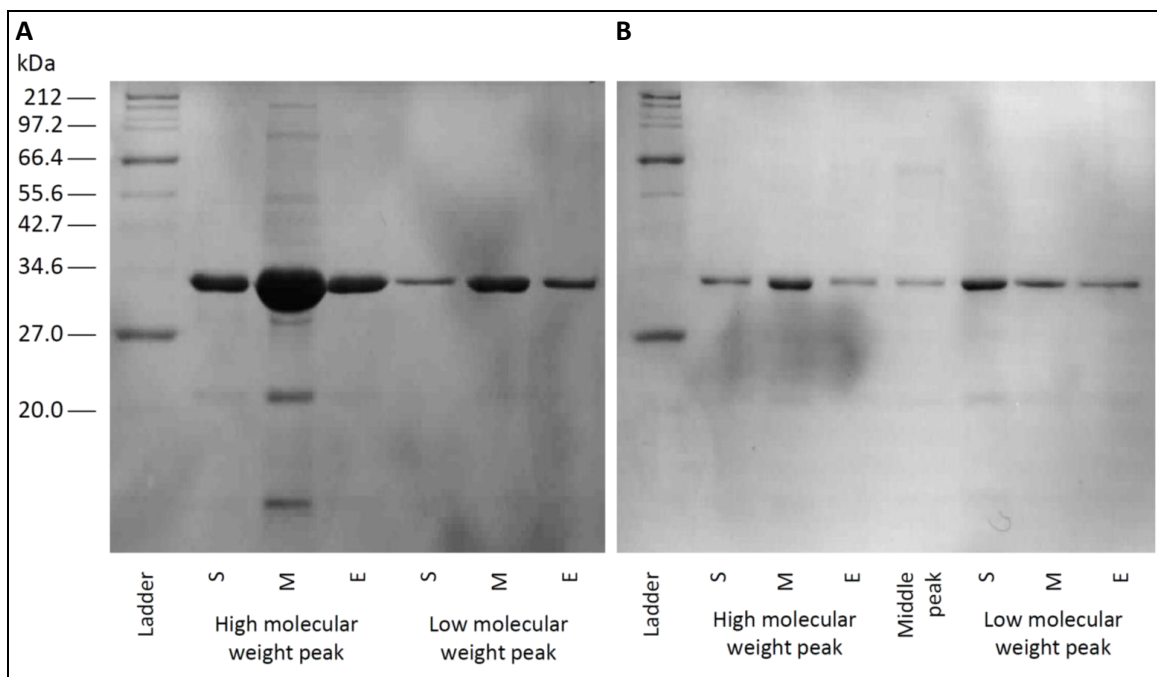 A
B
kDa
212
97.2
66.4
55.6
42.7
34.6
27.0
20.0
Ladder
S
M
E
S
M
E
High molecular
weight peak
Low molecular
weight peak
Ladder
S
M
E
Middle
peak
S
M
E
High molecular
weight peak
Low molecular
weight peak